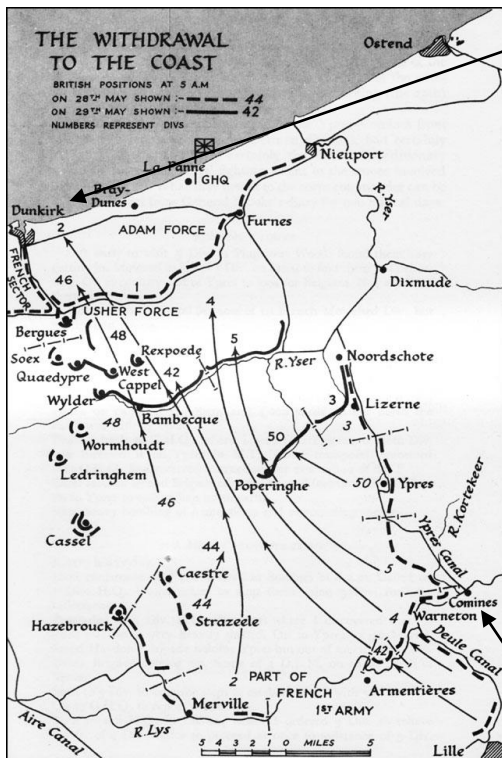 THE WITHDRAWAL
TO THE COAST
BRITISH POSITIONS AT 5 A.M
ON 28TH MAY SHOWN :- 44
ON 29TH MAY SHOWN :- 42
NUMBERS REPRESENT DIVS
Ostend
La Panne
GHQ
Nieuport
Bray-
Dunes
Dunkirk
2
ADAM FORCE
Furnes
R. Yser
FRENCH
SECTOR
46
1
4
Dixmude
USHER FORCE
Bergues
48
5
Soex
Rexpoede
42
R. Yser
Noordschote
Quaedypre
West
Cappel
Wylder
3
Lizerne
48
Bambecque
3
Wormhoudt
50
Ledringhem
Poperinghe
50
Ypres
46
R. Kortekeer
Ypres Canal
Cassel
44
5
Caestre
Comines
44
Warneton
Hazebrouck
Strazeele
4
Deule Canal
42
2
PART OF
FRENCH
1ST ARMY
Armentières
Merville
R. Lys
Aire Canal
5 4 3 2 1 0 MILES 5
Lille